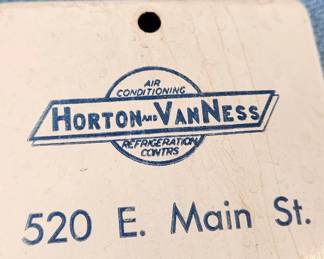 AIR
CONDITIONING
HORTON AND VANNESS
REFRIGERATION
CONTRS
520 E. Main St.